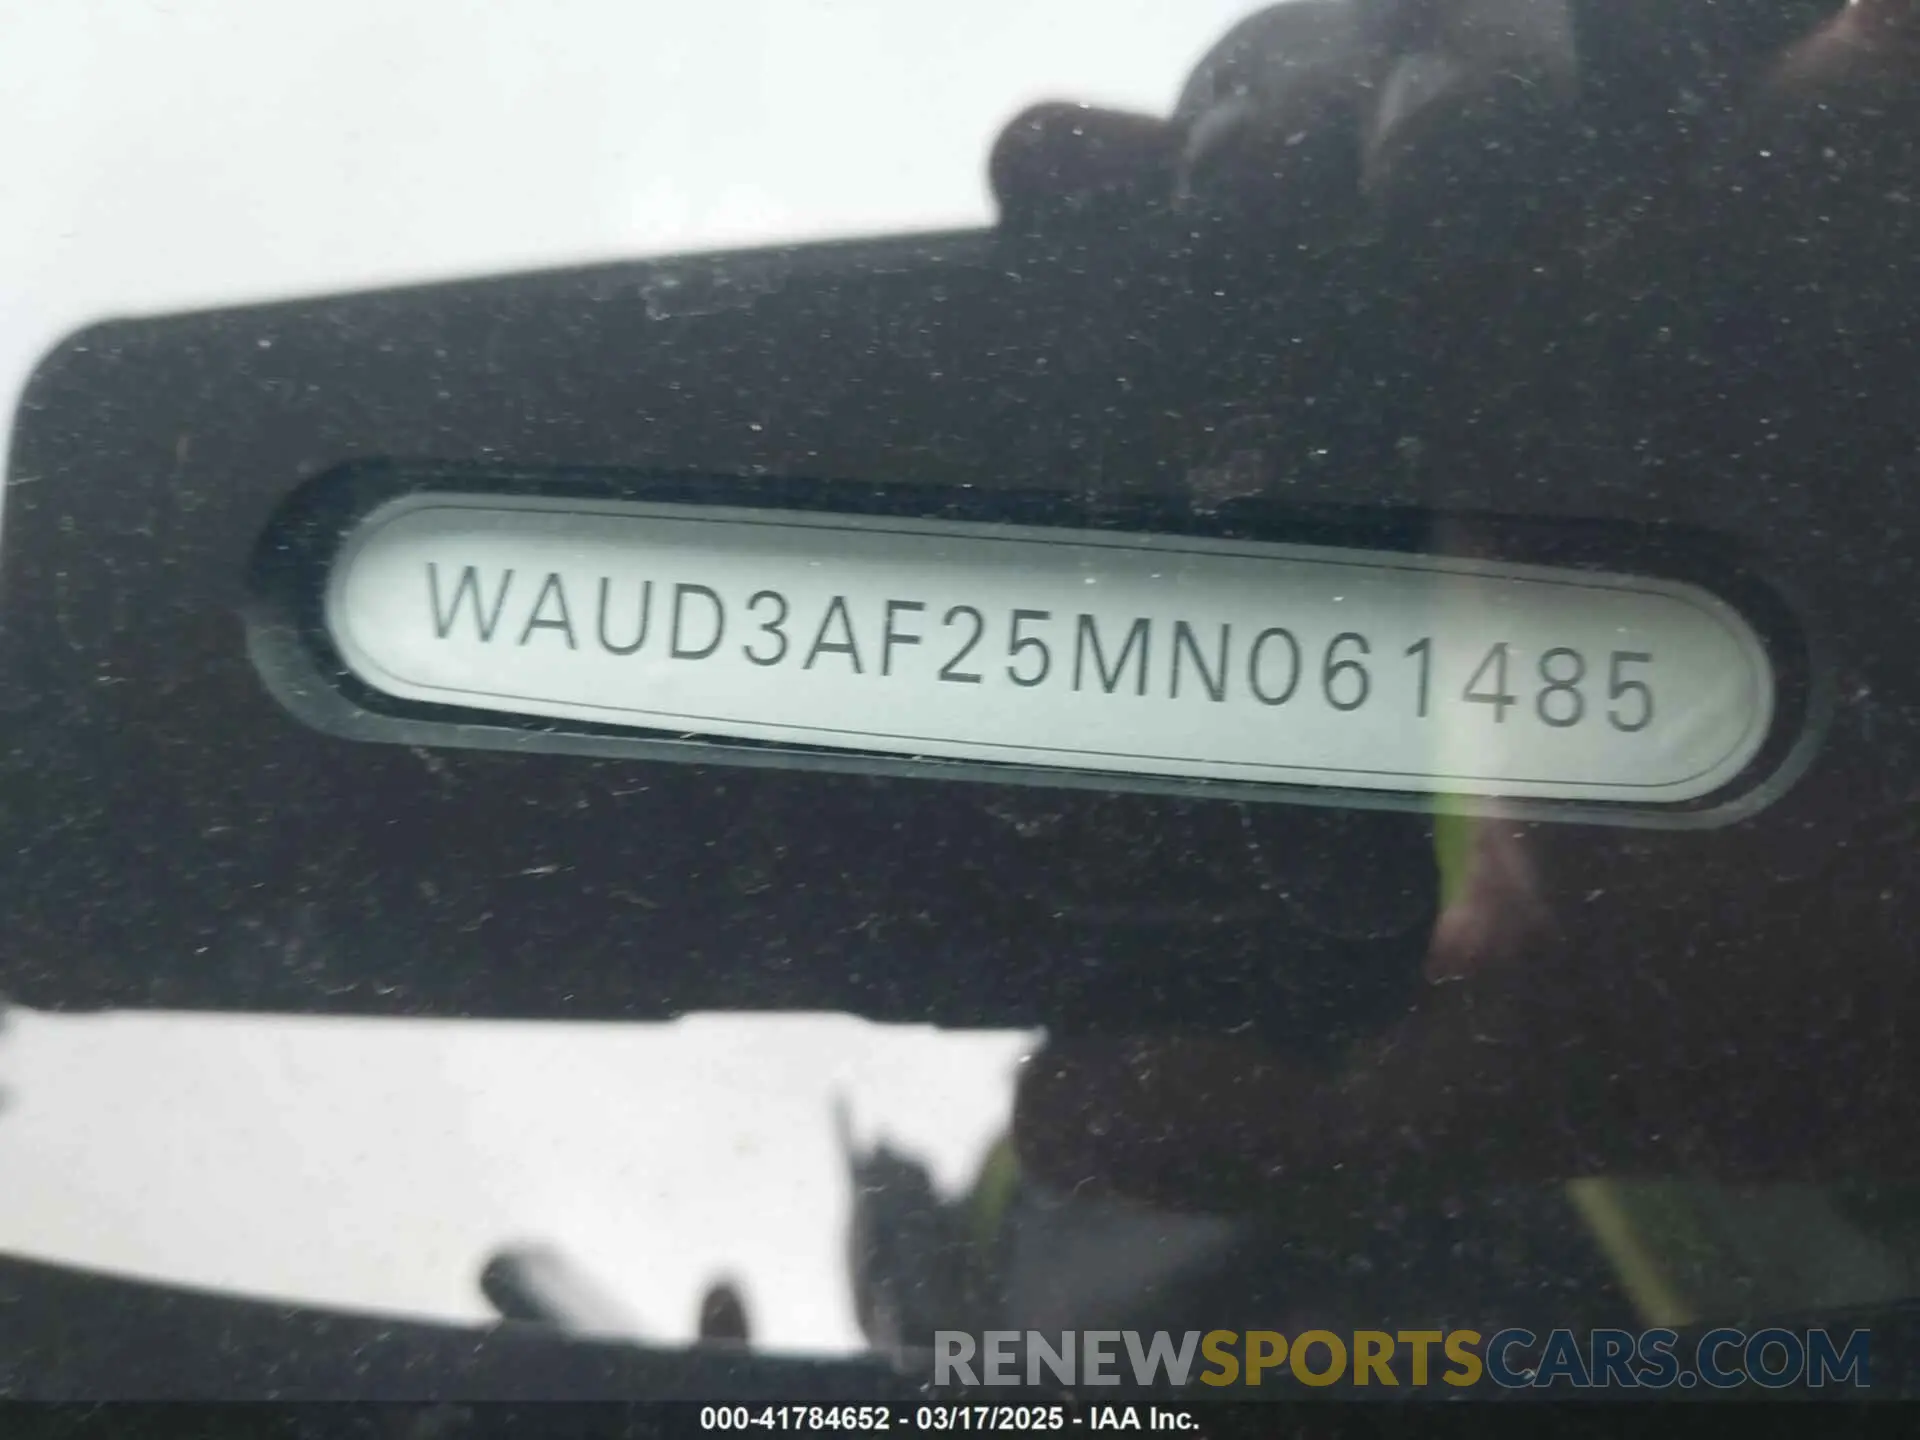 WAUD3AF25MN061485
RENEWSPORTSCARS.COM
000-41784652 - 03/17/2025 - IAA Inc.